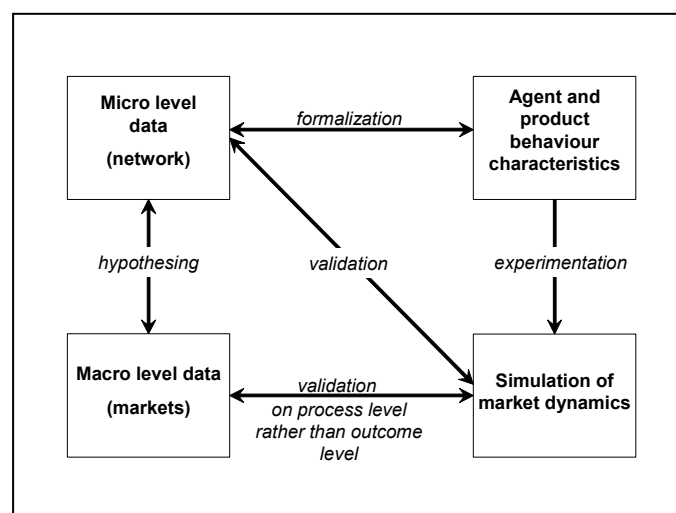 Micro level
data
(network)
formalization
Agent and
product
behaviour
characteristics
hypothesing
validation
experimentation
Macro level data
(markets)
validation
on process level
rather than outcome
level
Simulation of
market dynamics